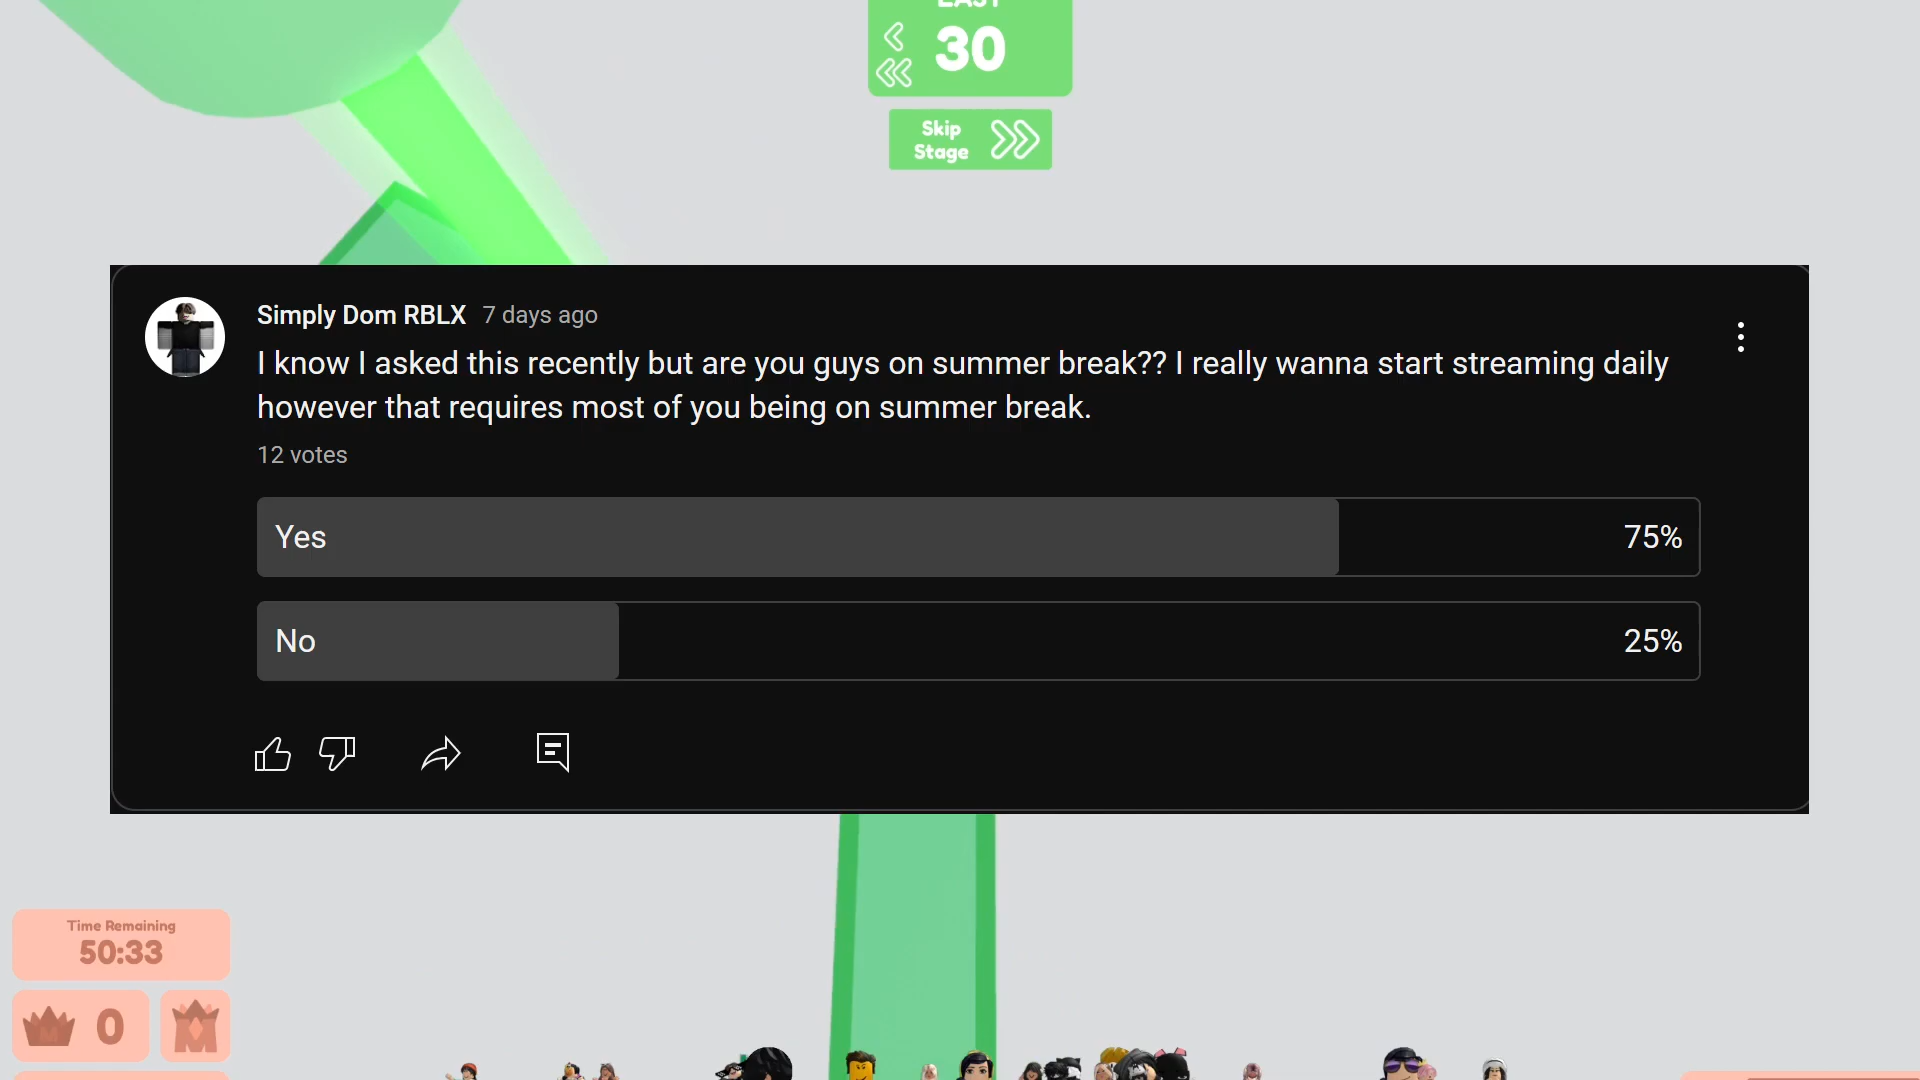 EASY
30
Skip
Stage
Simply Dom RBLX 7 days ago
I know I asked this recently but are you guys on summer break?? I really wanna start streaming daily
however that requires most of you being on summer break.
12 votes
Yes 75%
No 25%
Time Remaining
50:33
0